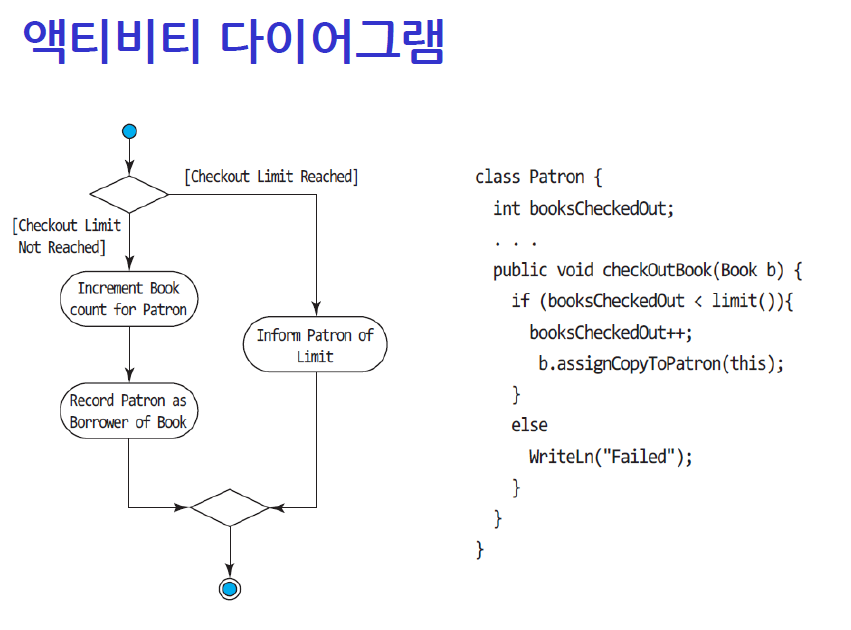 액티비티 다이어그램
[Checkout Limit Reached]
[Checkout Limit
Not Reached]
Increment Book
count for Patron
Inform Patron of
Limit
Record Patron as
Borrower of Book
class Patron {
int booksCheckedOut;
. . .
public void checkOutBook(Book b) {
if (booksCheckedOut < limit()){
booksCheckedOut++;
b.assignCopyToPatron(this);
}
else
WriteLn("Failed");
}
}
}